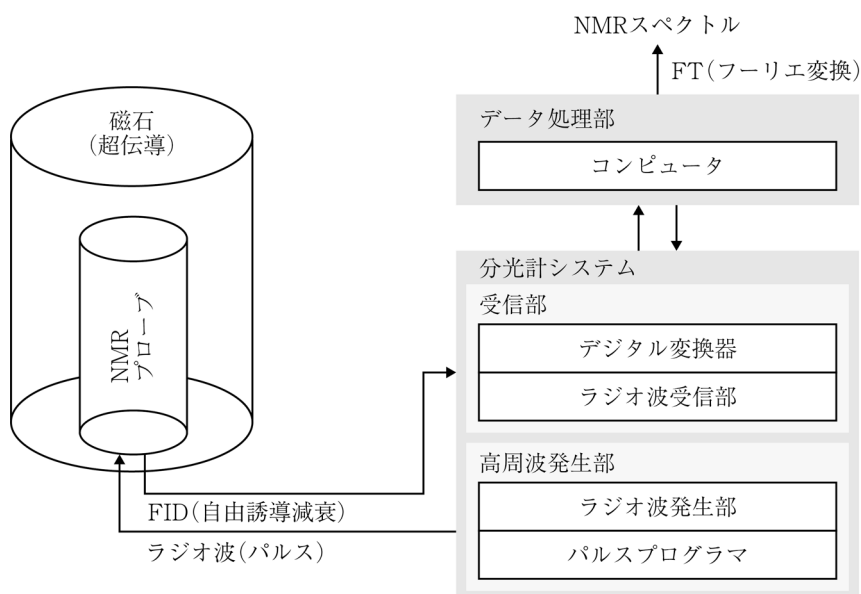 NMRスペクトル
FT(フーリエ変換)
磁石
(超伝導)
データ処理部
コンピュータ
分光計システム
受信部
デジタル変換器
ラジオ波受信部
NMR
プローブ
高周波発生部
ラジオ波発生部
パルスプログラマ
FID(自由誘導減衰)
ラジオ波(パルス)